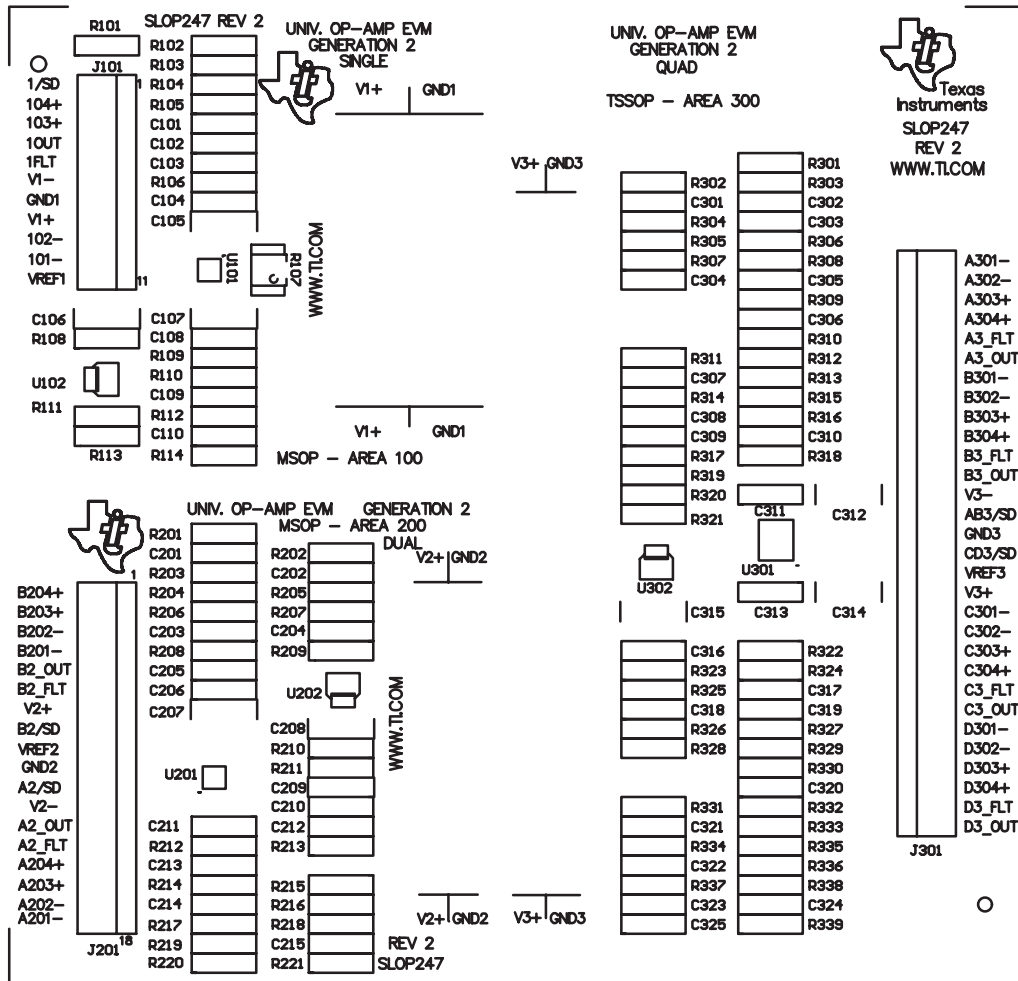 R101
SLOP247 REV 2
J101
1
1/SD
104+
103+
1OUT
1FLT
V1-
GND1
V1+
102-
101-
VREF1
11
R102
R103
R104
R105
C101
C102
C103
R106
C104
C105
UNIV. OP-AMP EVM
GENERATION 2
SINGLE
V1+ GND1
U101
R107
WWW.TI.COM
C106
R108
U102
R111
R113
C107
C108
R109
R110
C109
R112
C110
R114
V1+ GND1
MSOP - AREA 100
UNIV. OP-AMP EVM GENERATION 2
MSOP - AREA 200
DUAL
V2+ GND2
1
B204+
B203+
B202-
B201-
B2_OUT
B2_FLT
V2+
B2/SD
VREF2
GND2
A2/SD
V2-
A2_OUT
A2_FLT
A204+
A203+
A202-
A201-
J201
18
R201
C201
R203
R204
R206
C203
R208
C205
C206
C207
U201
C211
R212
C213
R214
C214
R217
R219
R220
R202
C202
R205
R207
C204
R209
U202
C208
R210
R211
C209
C210
C212
R213
R215
R216
R218
C215
R221
WWW.TI.COM
V2+ GND2
REV 2
SLOP247
UNIV. OP-AMP EVM
GENERATION 2
QUAD
TSSOP - AREA 300
V3+ GND3
R302
C301
R304
R305
R307
C304
R311
C307
R314
C308
C309
R317
R319
R320
R321
U302
C315
C316
R323
R325
C318
R326
R328
R331
C321
R334
C322
R337
C323
C325
V3+ GND3
R301
R303
C302
C303
R306
R308
C305
R309
C306
R310
R312
R313
R315
R316
C310
R318
C311
C312
U301
C313
C314
R322
R324
C317
C319
R327
R329
R330
C320
R332
R333
R335
R336
R338
C324
R339
Texas
Instruments
SLOP247
REV 2
WWW.TI.COM
A301-
A302-
A303+
A304+
A3_FLT
A3_OUT
B301-
B302-
B303+
B304+
B3_FLT
B3_OUT
V3-
AB3/SD
GND3
CD3/SD
VREF3
V3+
C301-
C302-
C303+
C304+
C3_FLT
C3_OUT
D301-
D302-
D303+
D304+
D3_FLT
D3_OUT
J301